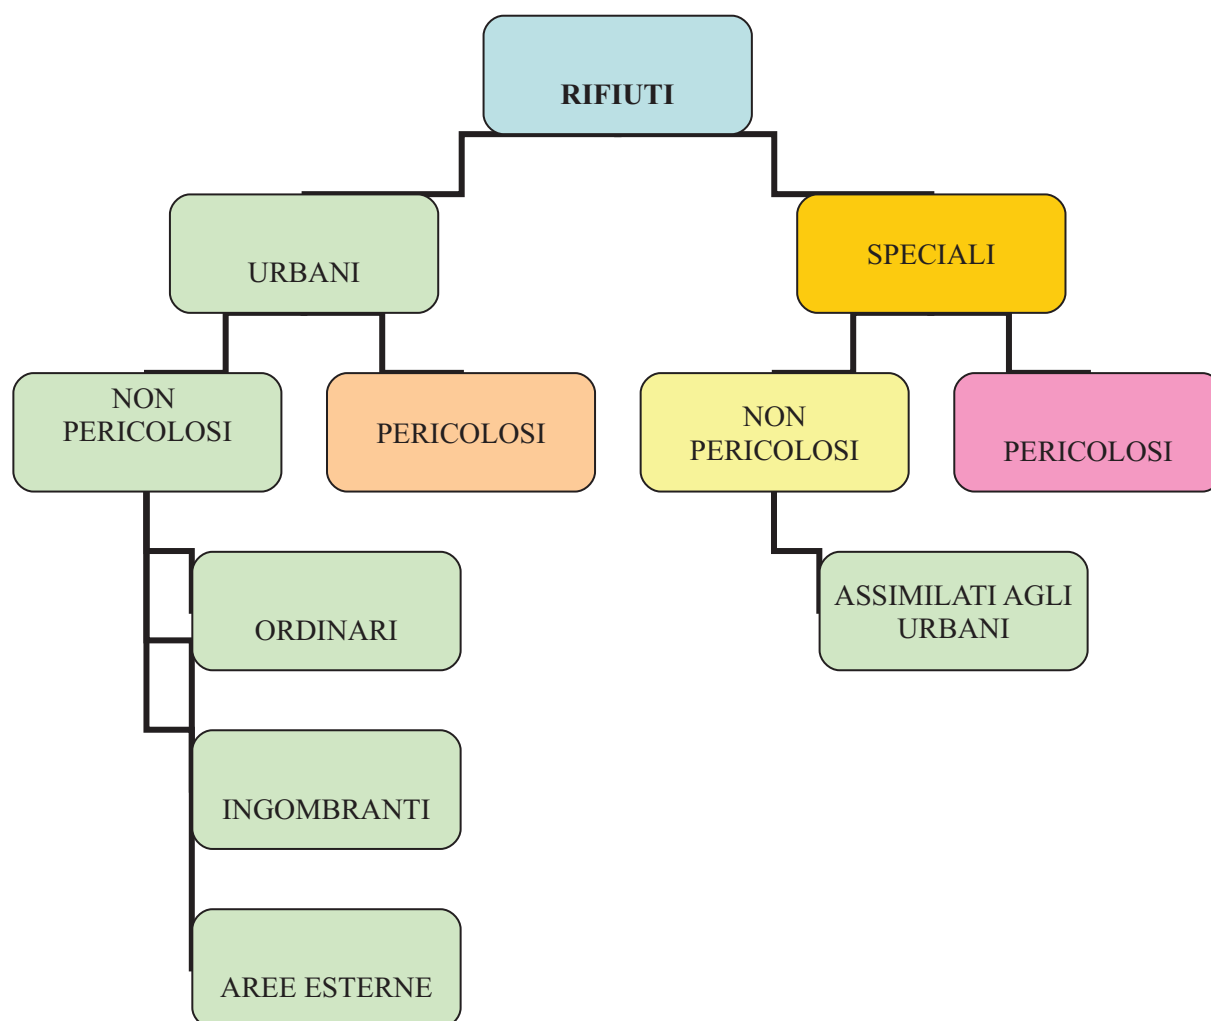 RIFIUTI
URBANI
SPECIALI
NON
PERICOLOSI
PERICOLOSI
NON
PERICOLOSI
PERICOLOSI
ORDINARI
ASSIMILATI AGLI
URBANI
INGOMBRANTI
AREE ESTERNE